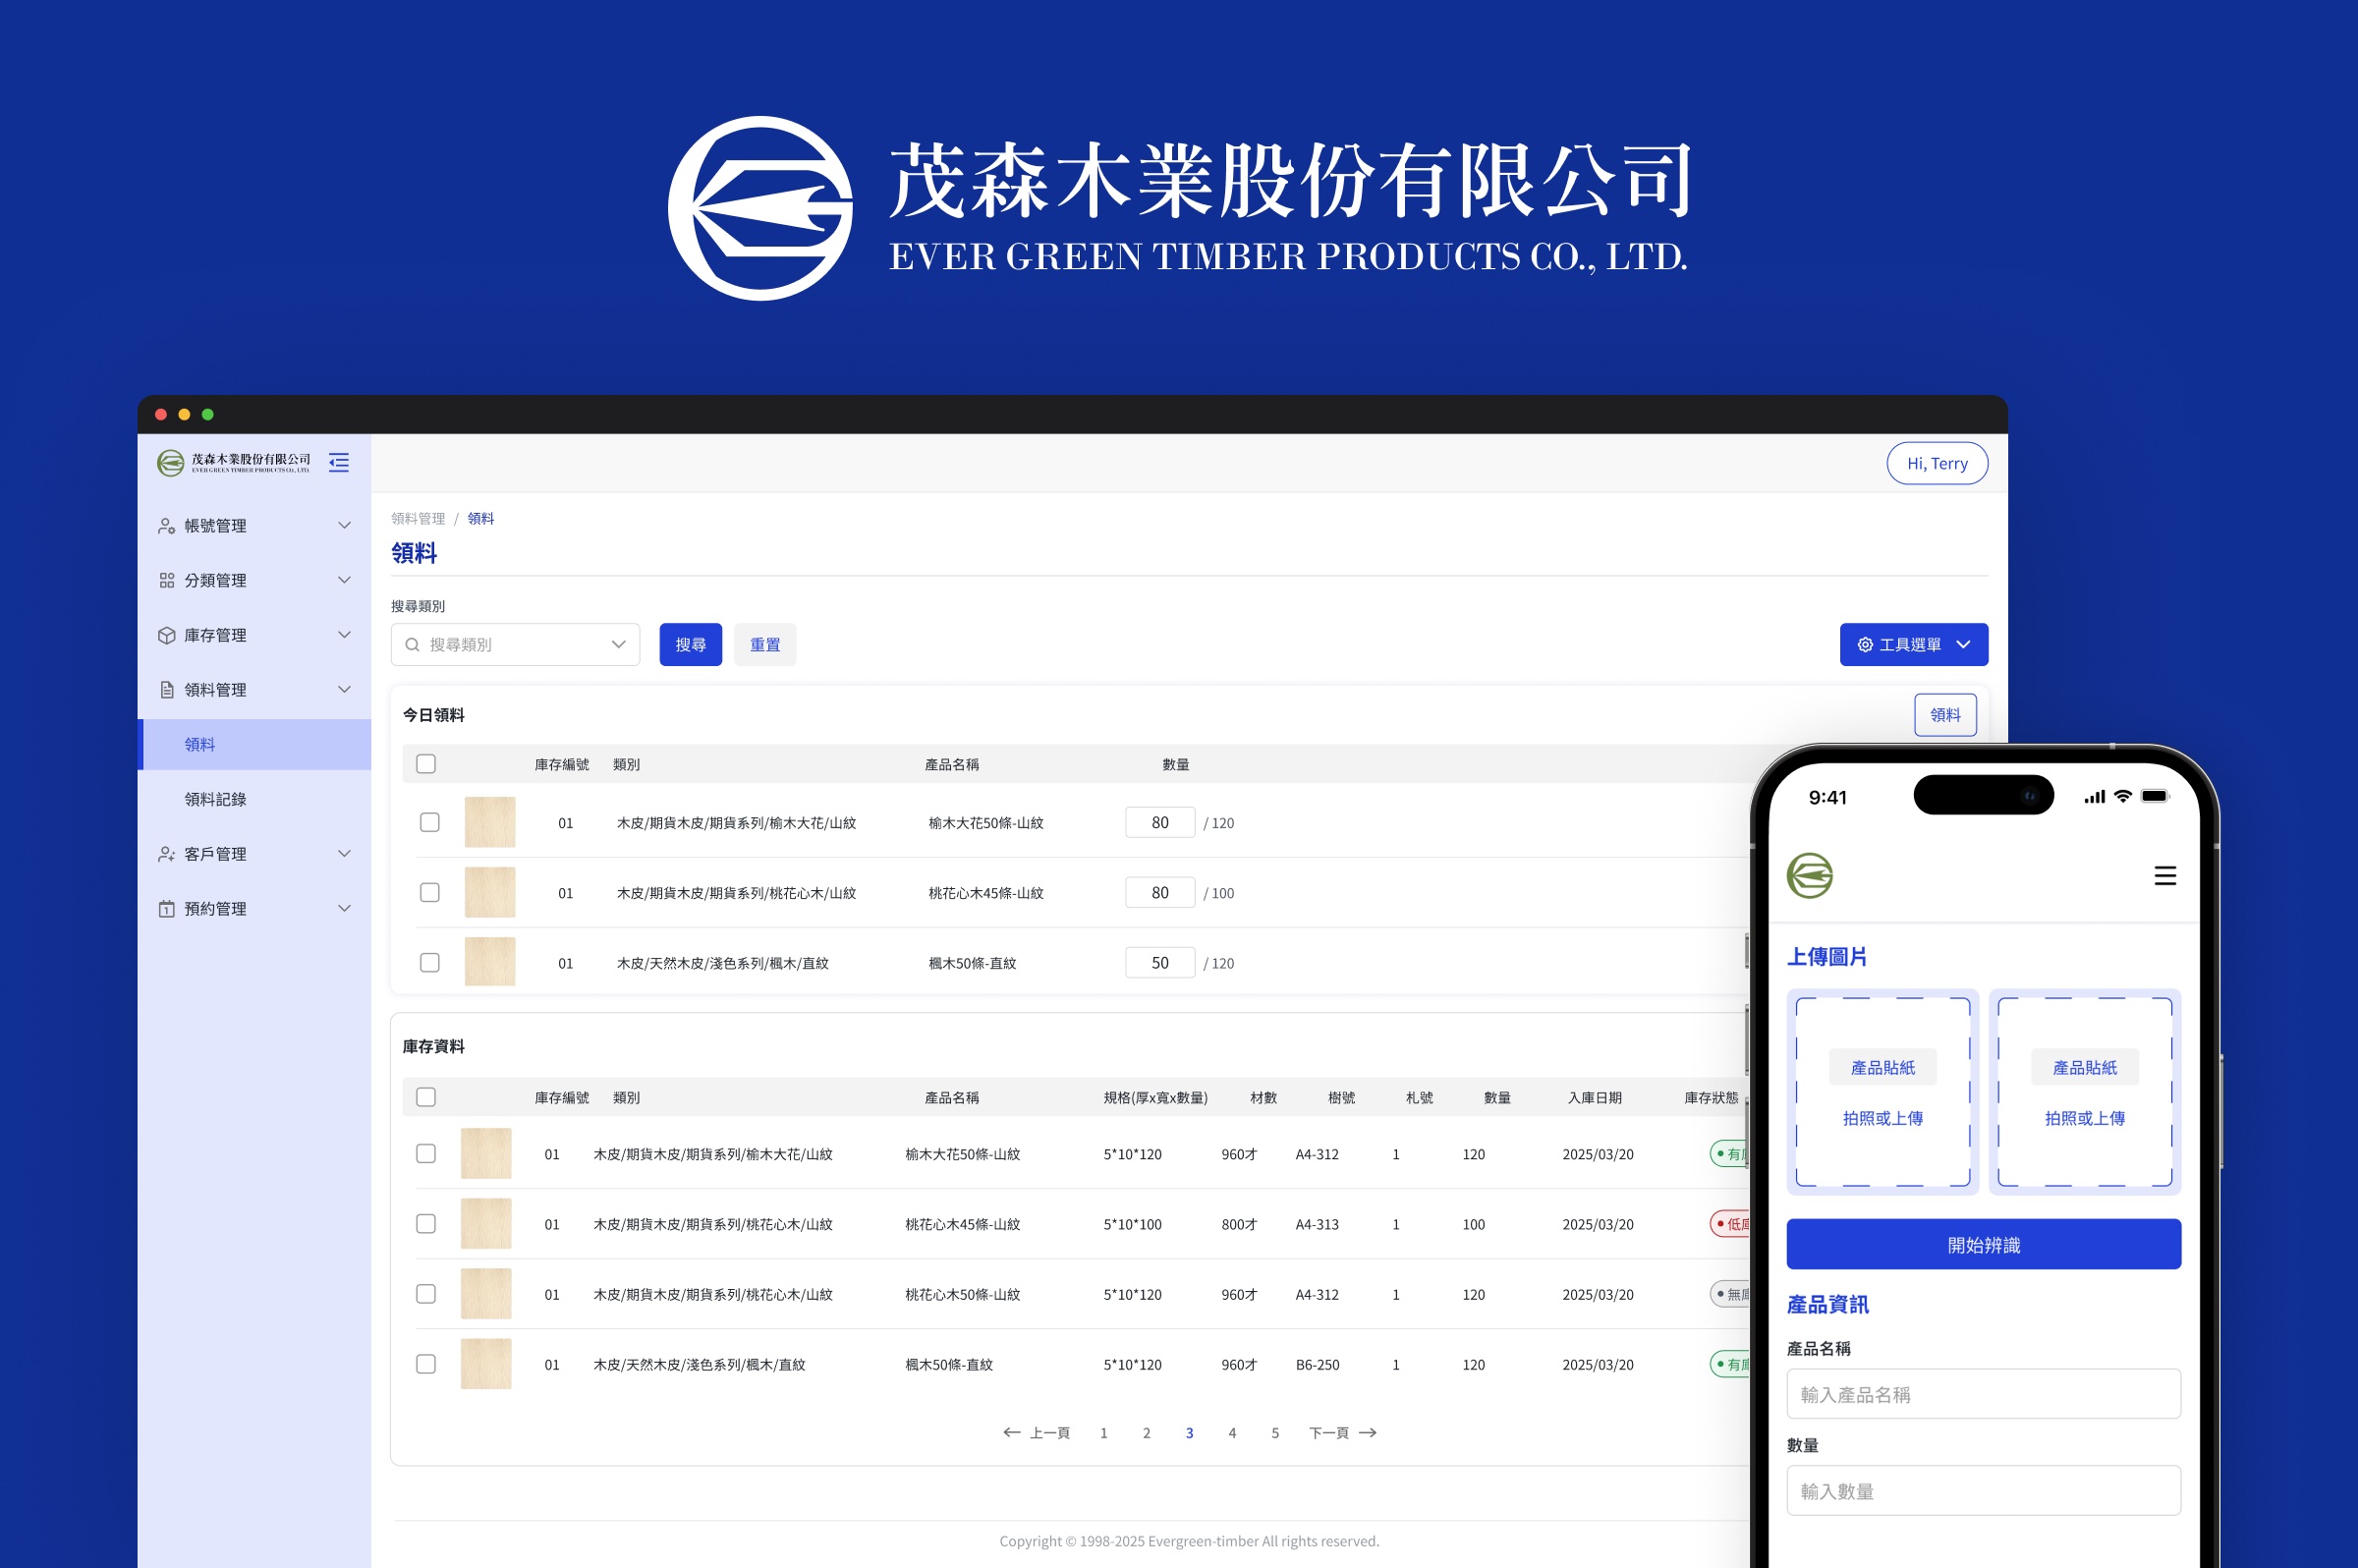 茂森木業股份有限公司
EVER GREEN TIMBER PRODUCTS CO., LTD.
茂森木業股份有限公司
EVER GREEN TIMBER PRODUCTS CO., LTD.
Hi, Terry
帳號管理
分類管理
庫存管理
領料管理
領料
領料記錄
客戶管理
預約管理
領料管理 / 領料
領料
搜尋類別
搜尋類別 搜尋 重置 工具選單
今日領料 領料
庫存編號 類別 產品名稱 數量
01 木皮/期貨木皮/期貨系列/榆木大花/山紋 榆木大花50條-山紋 80 / 120
01 木皮/期貨木皮/期貨系列/桃花心木/山紋 桃花心木45條-山紋 80 / 100
01 木皮/天然木皮/淺色系列/楓木/直紋 楓木50條-直紋 50 / 120
庫存資料
庫存編號 類別 產品名稱 規格(厚x寬x數量) 材數 樹號 札號 數量 入庫日期 庫存狀態
01 木皮/期貨木皮/期貨系列/榆木大花/山紋 榆木大花50條-山紋 5*10*120 960才 A4-312 1 120 2025/03/20 有
01 木皮/期貨木皮/期貨系列/桃花心木/山紋 桃花心木45條-山紋 5*10*100 800才 A4-313 1 100 2025/03/20 低
01 木皮/期貨木皮/期貨系列/桃花心木/山紋 桃花心木50條-山紋 5*10*120 960才 A4-312 1 120 2025/03/20 無
01 木皮/天然木皮/淺色系列/楓木/直紋 楓木50條-直紋 5*10*120 960才 B6-250 1 120 2025/03/20 有
← 上一頁 1 2 3 4 5 下一頁 →
Copyright © 1998-2025 Evergreen-timber All rights reserved.
9:41
上傳圖片
產品貼紙 產品貼紙
拍照或上傳 拍照或上傳
開始辨識
產品資訊
產品名稱
輸入產品名稱
數量
輸入數量